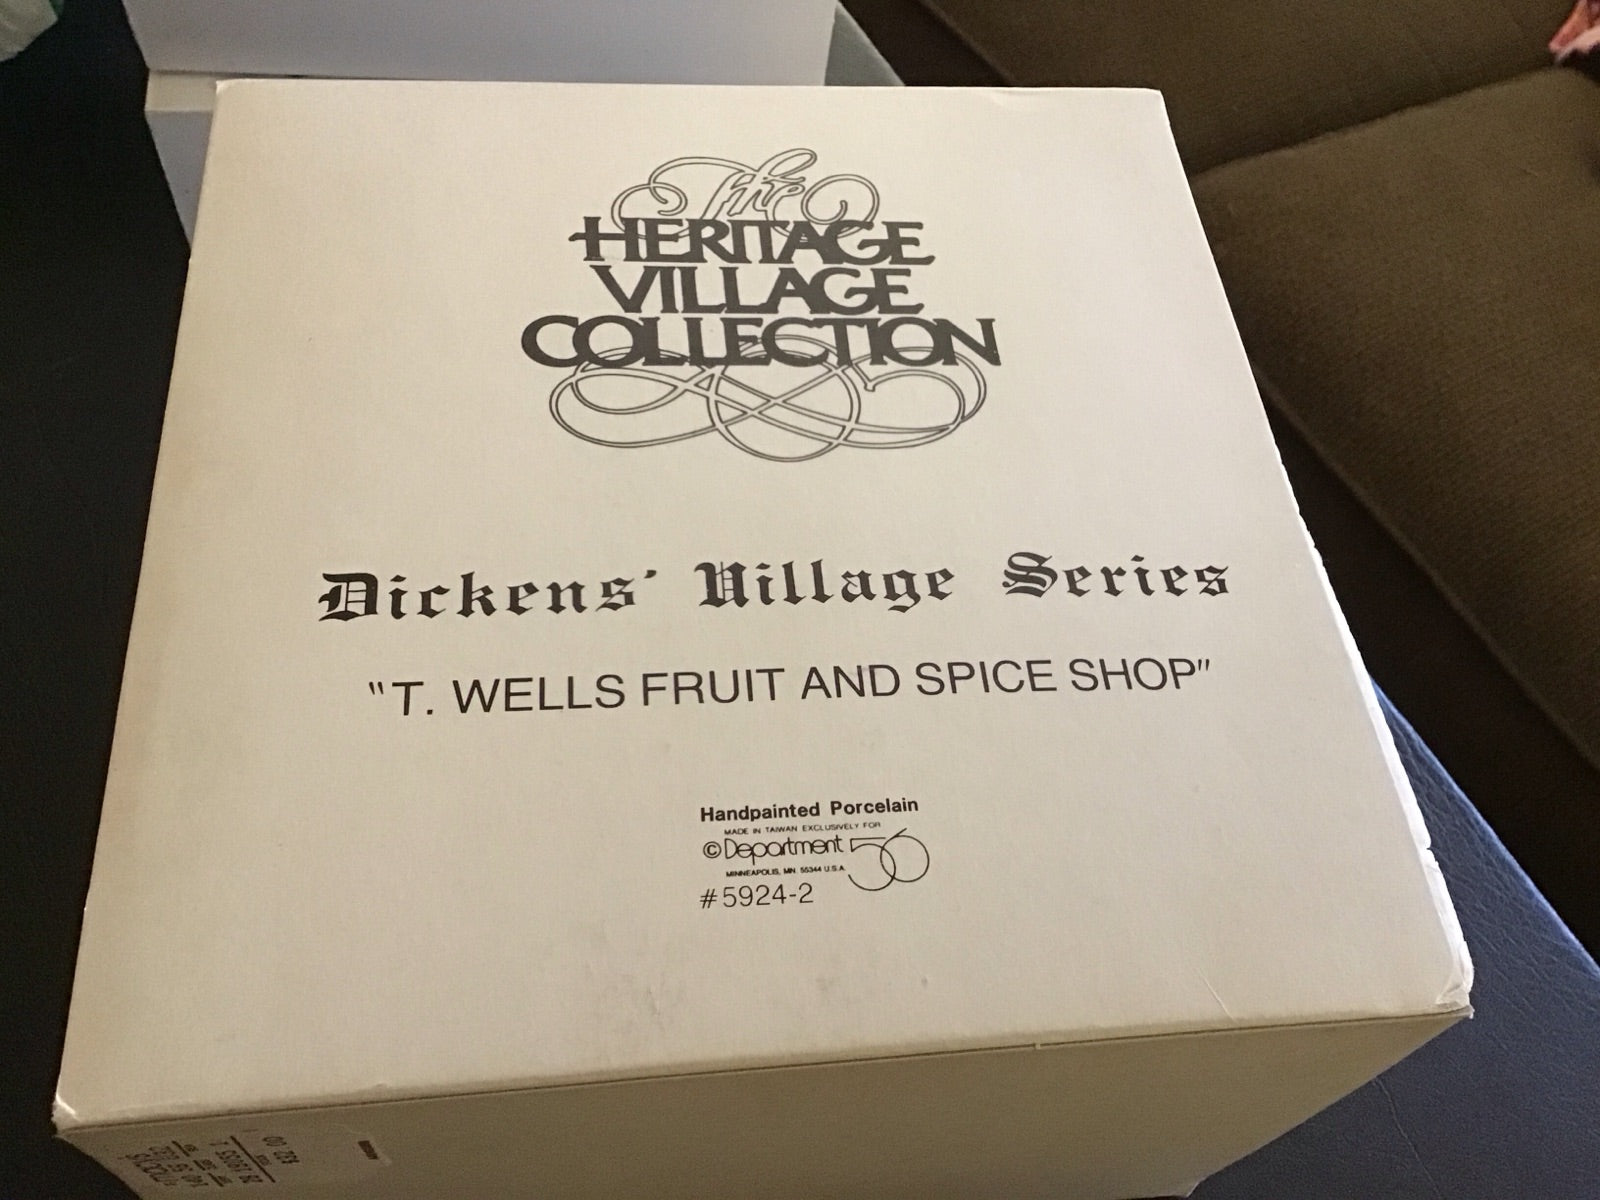 The
HERITAGE
VILLAGE
COLLECTION
Dickens' Village Series
"T. WELLS FRUIT AND SPICE SHOP"
Handpainted Porcelain
MADE IN TAIWAN EXCLUSIVELY FOR
©Department 56
MINNEAPOLIS, MN. 55344 U.S.A.
#5924-2